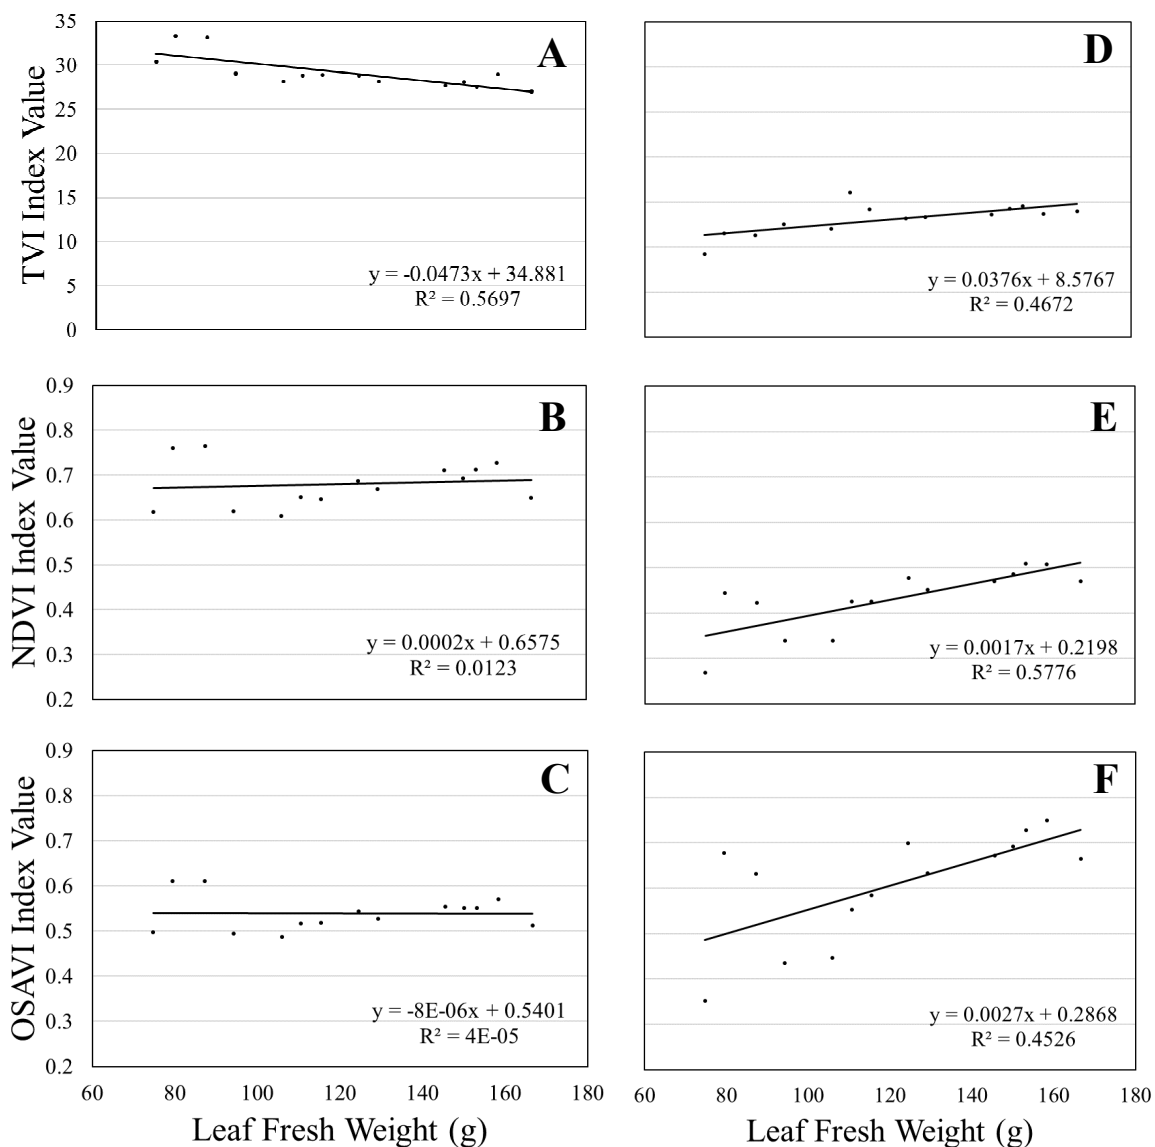 TVI Index Value
35
30
25
20
15
10
5
0
A
y = -0.0473x + 34.881
R² = 0.5697
D
y = 0.0376x + 8.5767
R² = 0.4672
NDVI Index Value
0.9
0.8
0.7
0.6
0.5
0.4
0.3
0.2
B
y = 0.0002x + 0.6575
R² = 0.0123
E
y = 0.0017x + 0.2198
R² = 0.5776
OSAVI Index Value
0.9
0.8
0.7
0.6
0.5
0.4
0.3
0.2
C
y = -8E-06x + 0.5401
R² = 4E-05
60 80 100 120 140 160 180
Leaf Fresh Weight (g)
F
y = 0.0027x + 0.2868
R² = 0.4526
60 80 100 120 140 160 180
Leaf Fresh Weight (g)